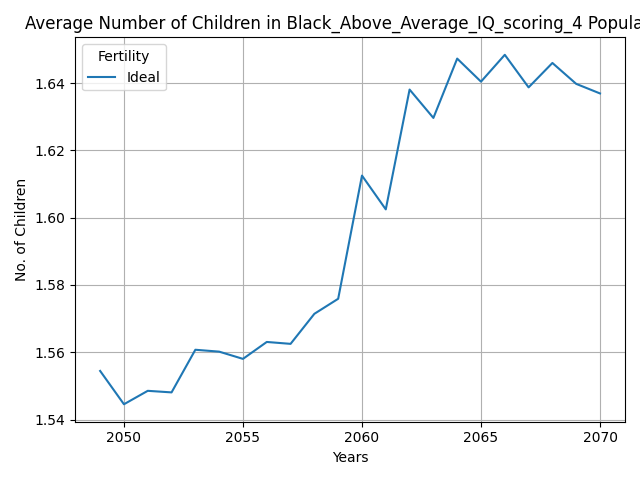 Average Number of Children in Black_Above_Average_IQ_scoring_4 Popula
Fertility
Ideal
1.64
1.62
1.60
1.58
1.56
1.54
No. of Children
2050 2055 2060 2065 2070
Years